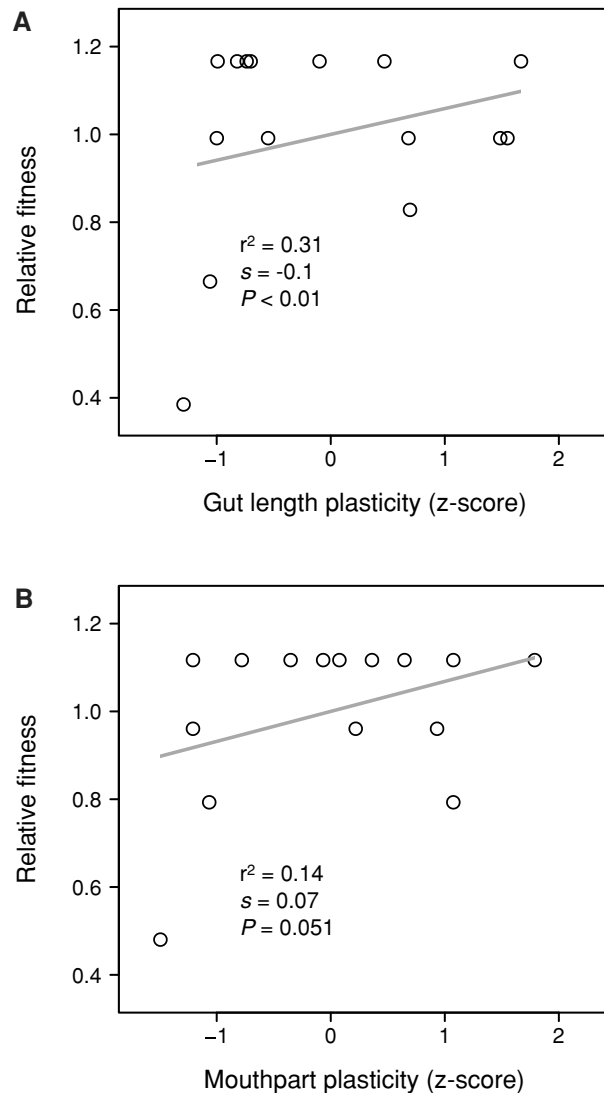 A
1.2
1.0
0.8
0.6
0.4
Relative fitness
r² = 0.31
s = -0.1
P < 0.01
−1 0 1 2
Gut length plasticity (z-score)
B
1.2
1.0
0.8
0.6
0.4
Relative fitness
r² = 0.14
s = 0.07
P = 0.051
−1 0 1 2
Mouthpart plasticity (z-score)